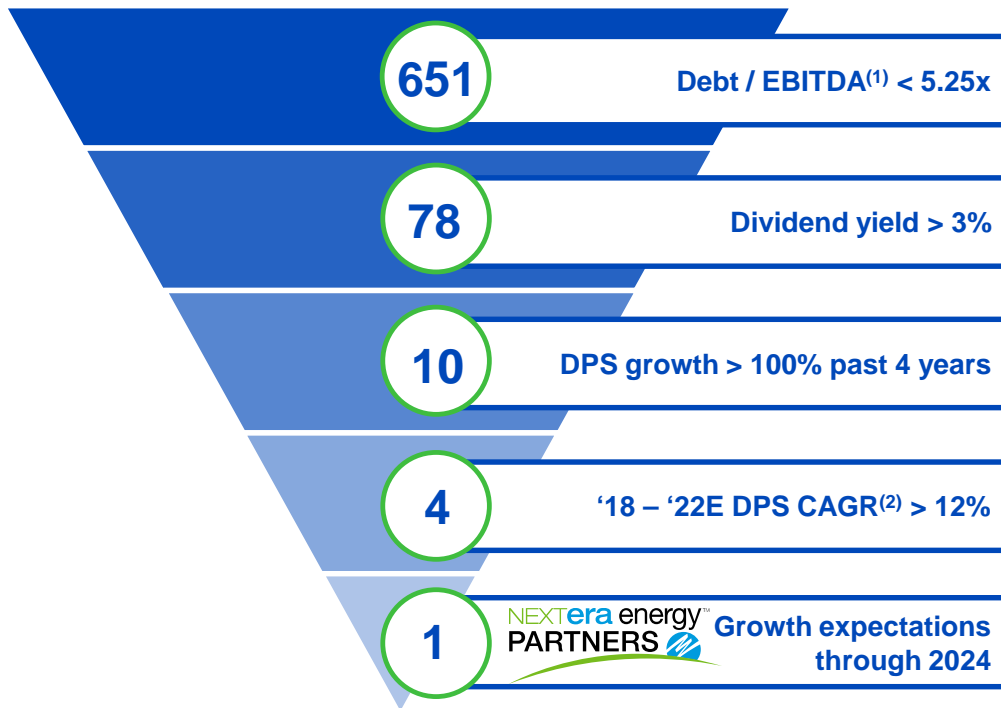 651
Debt / EBITDA(1) < 5.25x
78
Dividend yield > 3%
10
DPS growth > 100% past 4 years
4
‘18 – ‘22E DPS CAGR(2) > 12%
1
NEXTera energy™
PARTNERS
Growth expectations
through 2024